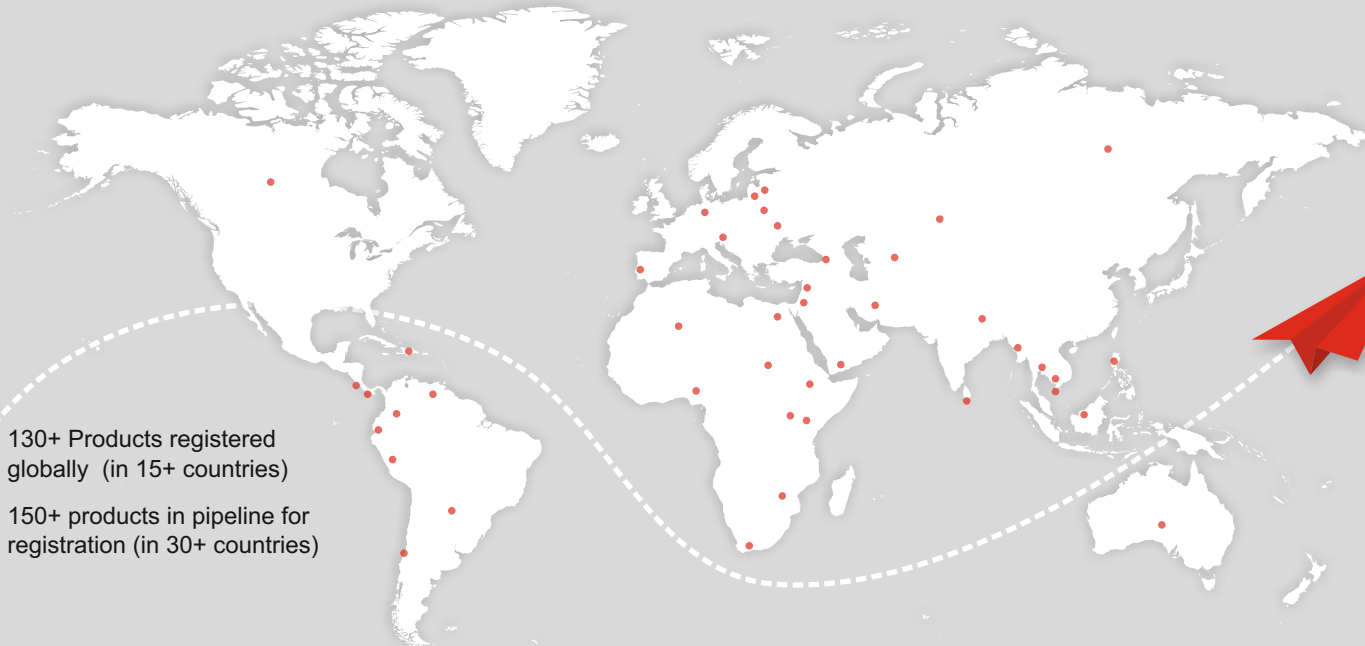 130+ Products registered
globally (in 15+ countries)
150+ products in pipeline for
registration (in 30+ countries)